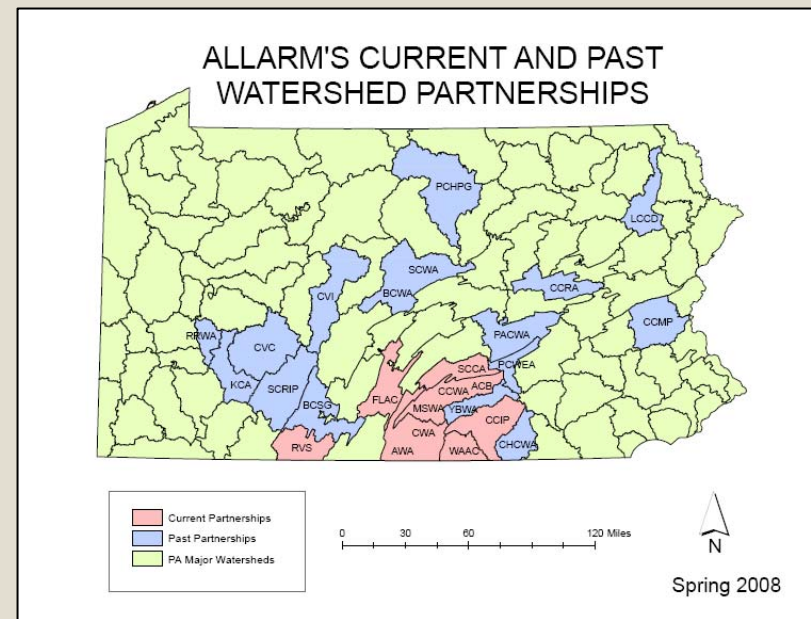 ALLARM'S CURRENT AND PAST
WATERSHED PARTNERSHIPS
PCHPG
LCCD
SCWA
CCRA
BCWA
CVI
CCMP
RRWA
PACWA
CVC
PCWEA
SCCA
KCA
CCWA
ACB
SCRIP
FLAC
BCSG
MSWA
YBWA
CCIP
CWA
RVS
AWA
WAAC
CHCWA
Current Partnerships
Past Partnerships
PA Major Watersheds
0 30 60 120 Miles
N
Spring 2008